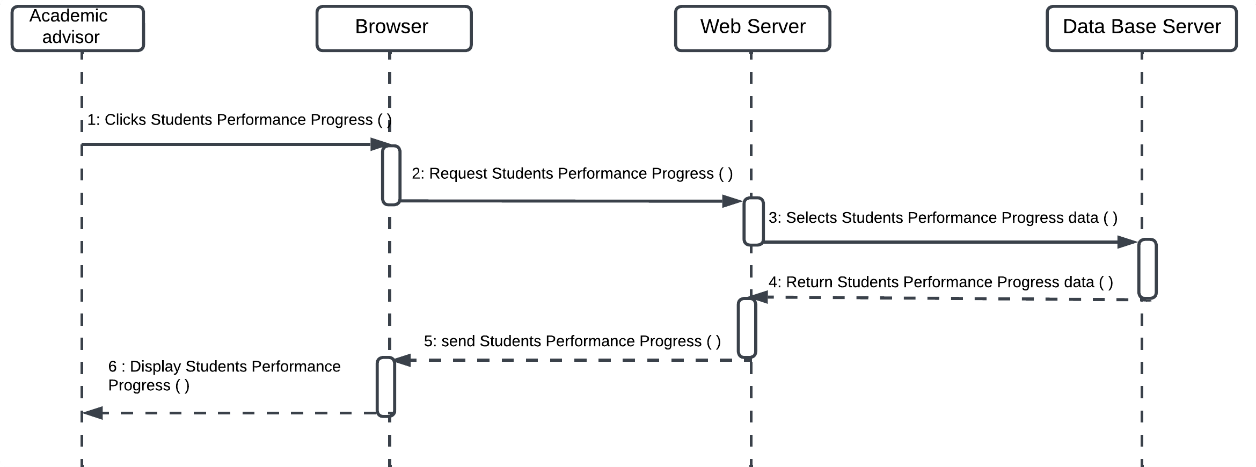 Academic
advisor
Browser
Web Server
Data Base Server
1: Clicks Students Performance Progress ( )
2: Request Students Performance Progress ( )
3: Selects Students Performance Progress data ( )
4: Return Students Performance Progress data ( )
5: send Students Performance Progress ( )
6 : Display Students Performance
Progress ( )